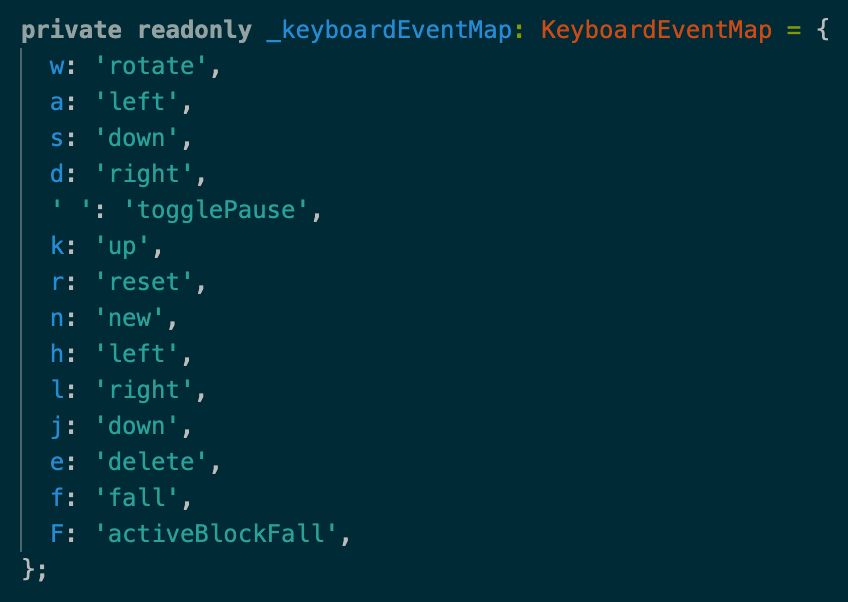 private readonly _keyboardEventMap: KeyboardEventMap = {
  w: 'rotate',
  a: 'left',
  s: 'down',
  d: 'right',
  ' ': 'togglePause',
  k: 'up',
  r: 'reset',
  n: 'new',
  h: 'left',
  l: 'right',
  j: 'down',
  e: 'delete',
  f: 'fall',
  F: 'activeBlockFall',
};